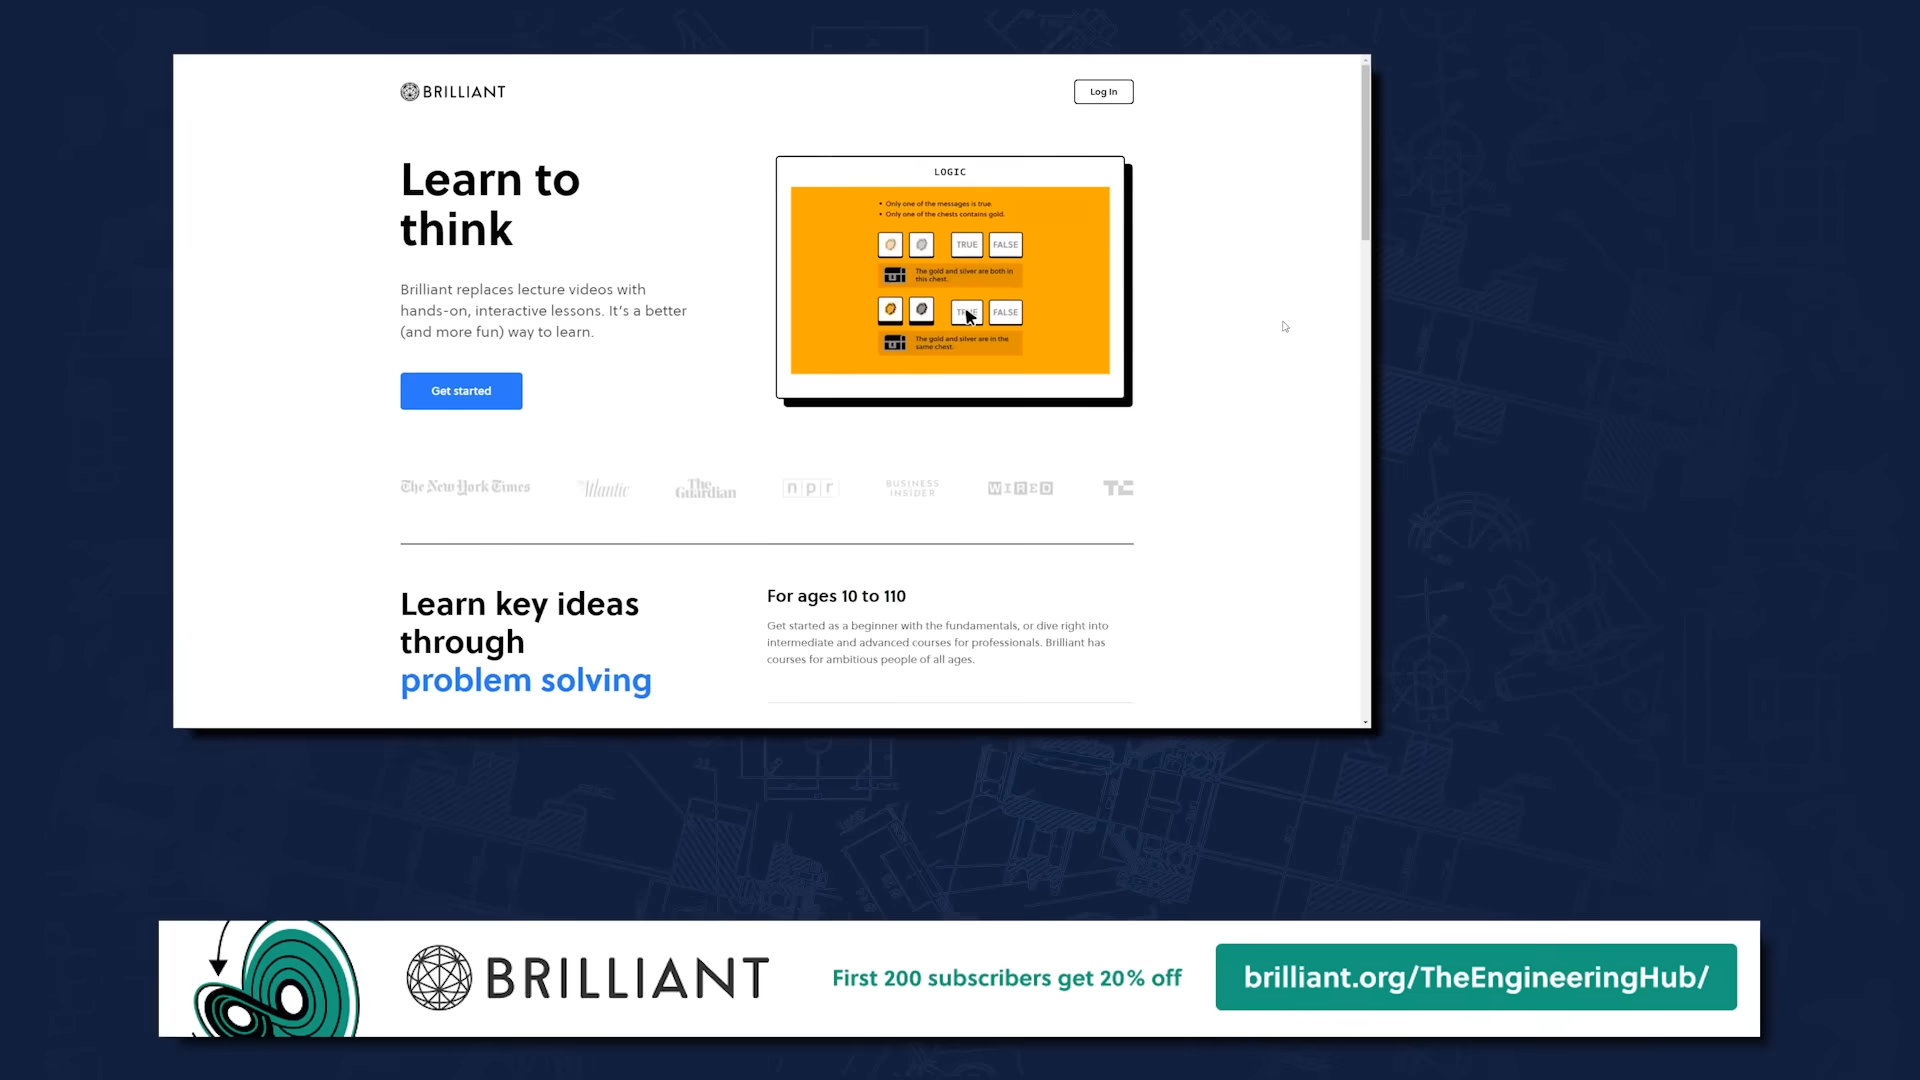 BRILLIANT
Log In
Learn to
think
Brilliant replaces lecture videos with
hands-on, interactive lessons. It's a better
(and more fun) way to learn.
Get started
LOGIC
• Only one of the messages is true
• Only one of the chests contains gold.
TRUE FALSE
The gold and silver are both in
this chest.
TRUE FALSE
The gold and silver are in the
same chest.
The New York Times
The Atlantic
The
Guardian
npr
BUSINESS
INSIDER
WIRED
TC
Learn key ideas
through
problem solving
For ages 10 to 110
Get started as a beginner with the fundamentals, or dive right into
intermediate and advanced courses for professionals. Brilliant has
courses for ambitious people of all ages.
BRILLIANT
First 200 subscribers get 20% off
brilliant.org/TheEngineeringHub/